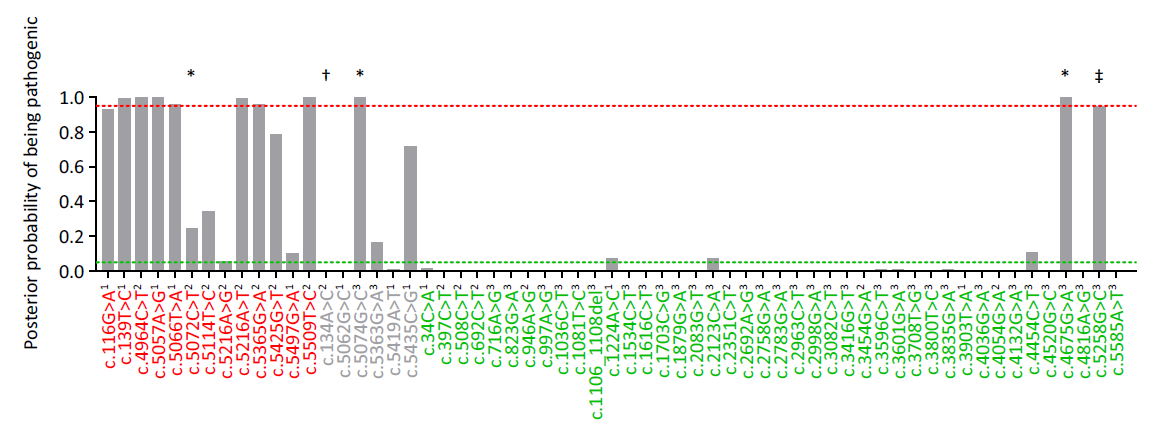 Posterior probability of being pathogenic
* † * * ‡
1.0
0.8
0.6
0.4
0.2
0.0
c.116G>A¹
c.139T>C¹
c.4964C>T²
c.5057A>G¹
c.5066T>A¹
c.5072C>T²
c.5114T>C²
c.5216A>G²
c.5216A>T²
c.5365G>A²
c.5425G>T²
c.5497G>A¹
c.5509T>C²
c.134A>C²
c.5062G>C¹
c.5074G>C³
c.5363G>A³
c.5419A>T¹
c.5435C>G¹
c.34C>A¹
c.397C>T²
c.508C>T²
c.692C>T²
c.716A>G³
c.823G>A³
c.946A>G²
c.997A>G³
c.1036C>T³
c.1081T>C³
c.1106_1108del³
c.1224A>C¹
c.1534C>T³
c.1616C>T³
c.1703C>G³
c.1879G>A³
c.2083G>T³
c.2123C>A³
c.2351C>T²
c.2692A>G³
c.2758G>A³
c.2783G>A³
c.2963C>T³
c.2998G>A³
c.3082C>T³
c.3416G>T³
c.3454G>A²
c.3596C>T³
c.3601G>A³
c.3708T>G³
c.3800T>C³
c.3835G>A³
c.3903T>A¹
c.4036G>A³
c.4054G>A²
c.4132G>A³
c.4454C>T³
c.4520G>C³
c.4675G>A³
c.4816A>G³
c.5258G>C³
c.5585A>T³